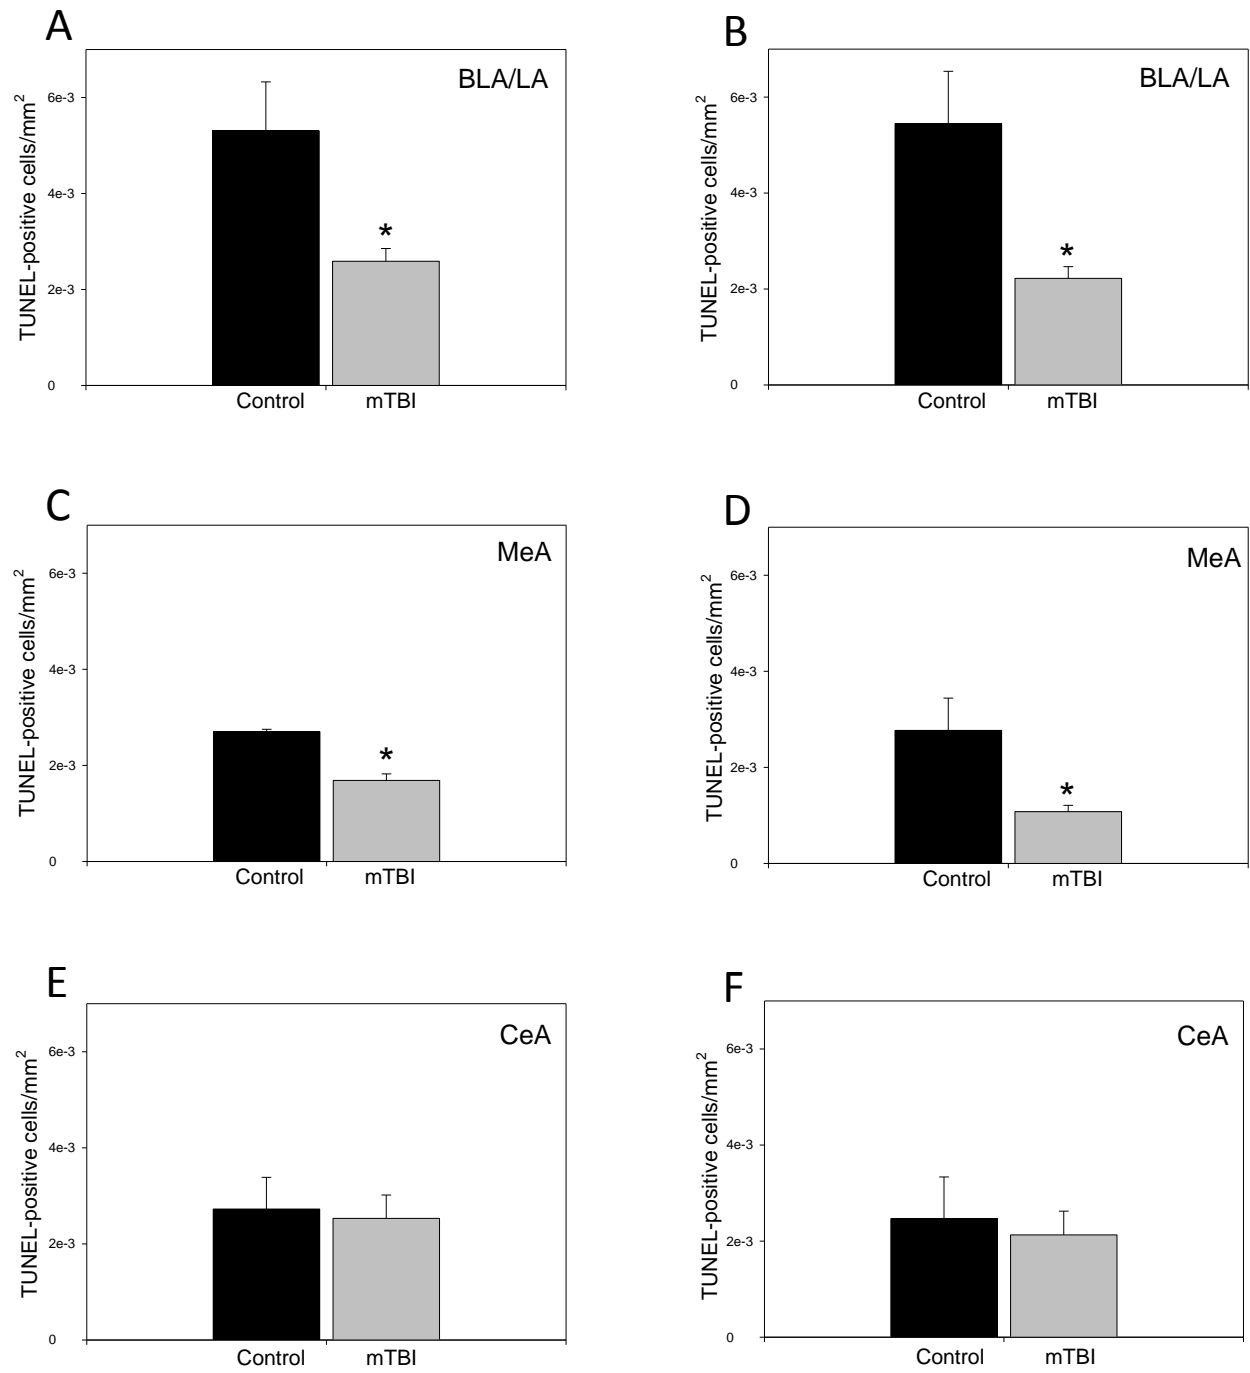 A
BLA/LA
TUNEL-positive cells/mm²
6e-3
4e-3
2e-3
0
Control mTBI
*
B
BLA/LA
TUNEL-positive cells/mm²
6e-3
4e-3
2e-3
0
Control mTBI
*
C
MeA
TUNEL-positive cells/mm²
6e-3
4e-3
2e-3
0
Control mTBI
*
D
MeA
TUNEL-positive cells/mm²
6e-3
4e-3
2e-3
0
Control mTBI
*
E
CeA
TUNEL-positive cells/mm²
6e-3
4e-3
2e-3
0
Control mTBI
F
CeA
TUNEL-positive cells/mm²
6e-3
4e-3
2e-3
0
Control mTBI